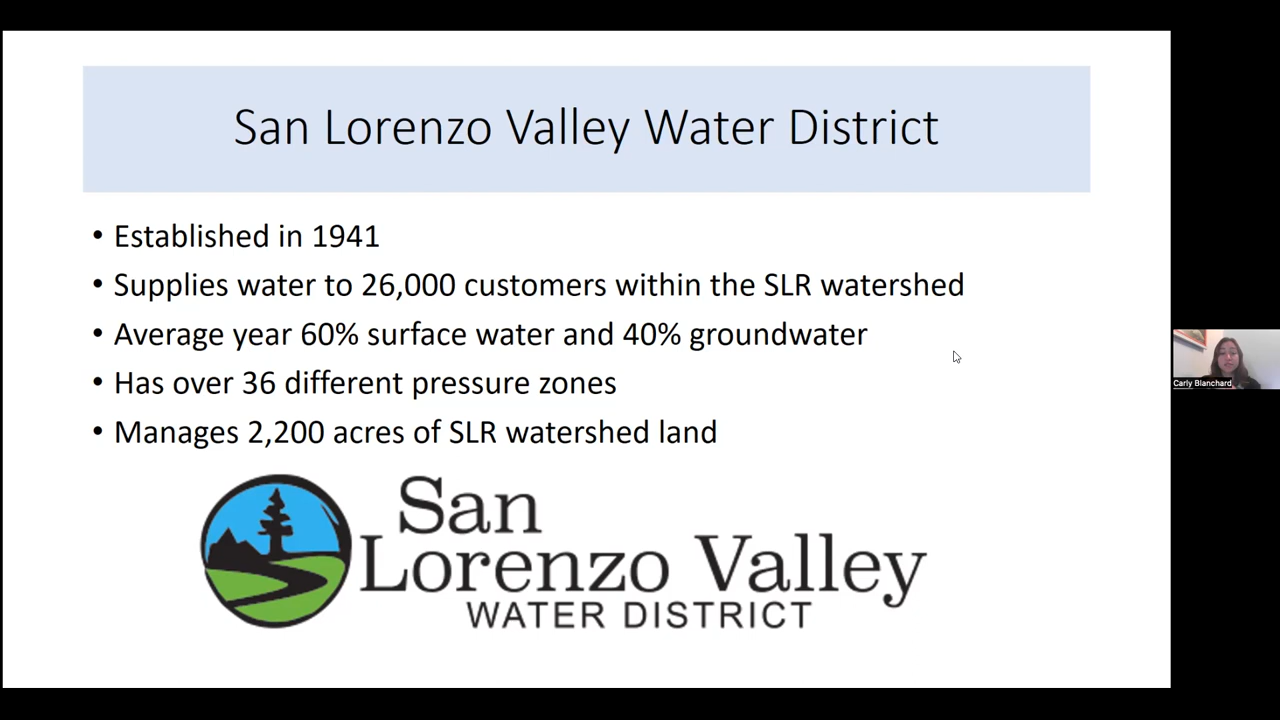 San Lorenzo Valley Water District
• Established in 1941
• Supplies water to 26,000 customers within the SLR watershed
• Average year 60% surface water and 40% groundwater
• Has over 36 different pressure zones
• Manages 2,200 acres of SLR watershed land
San
Lorenzo Valley
WATER DISTRICT
Carly Blanchard